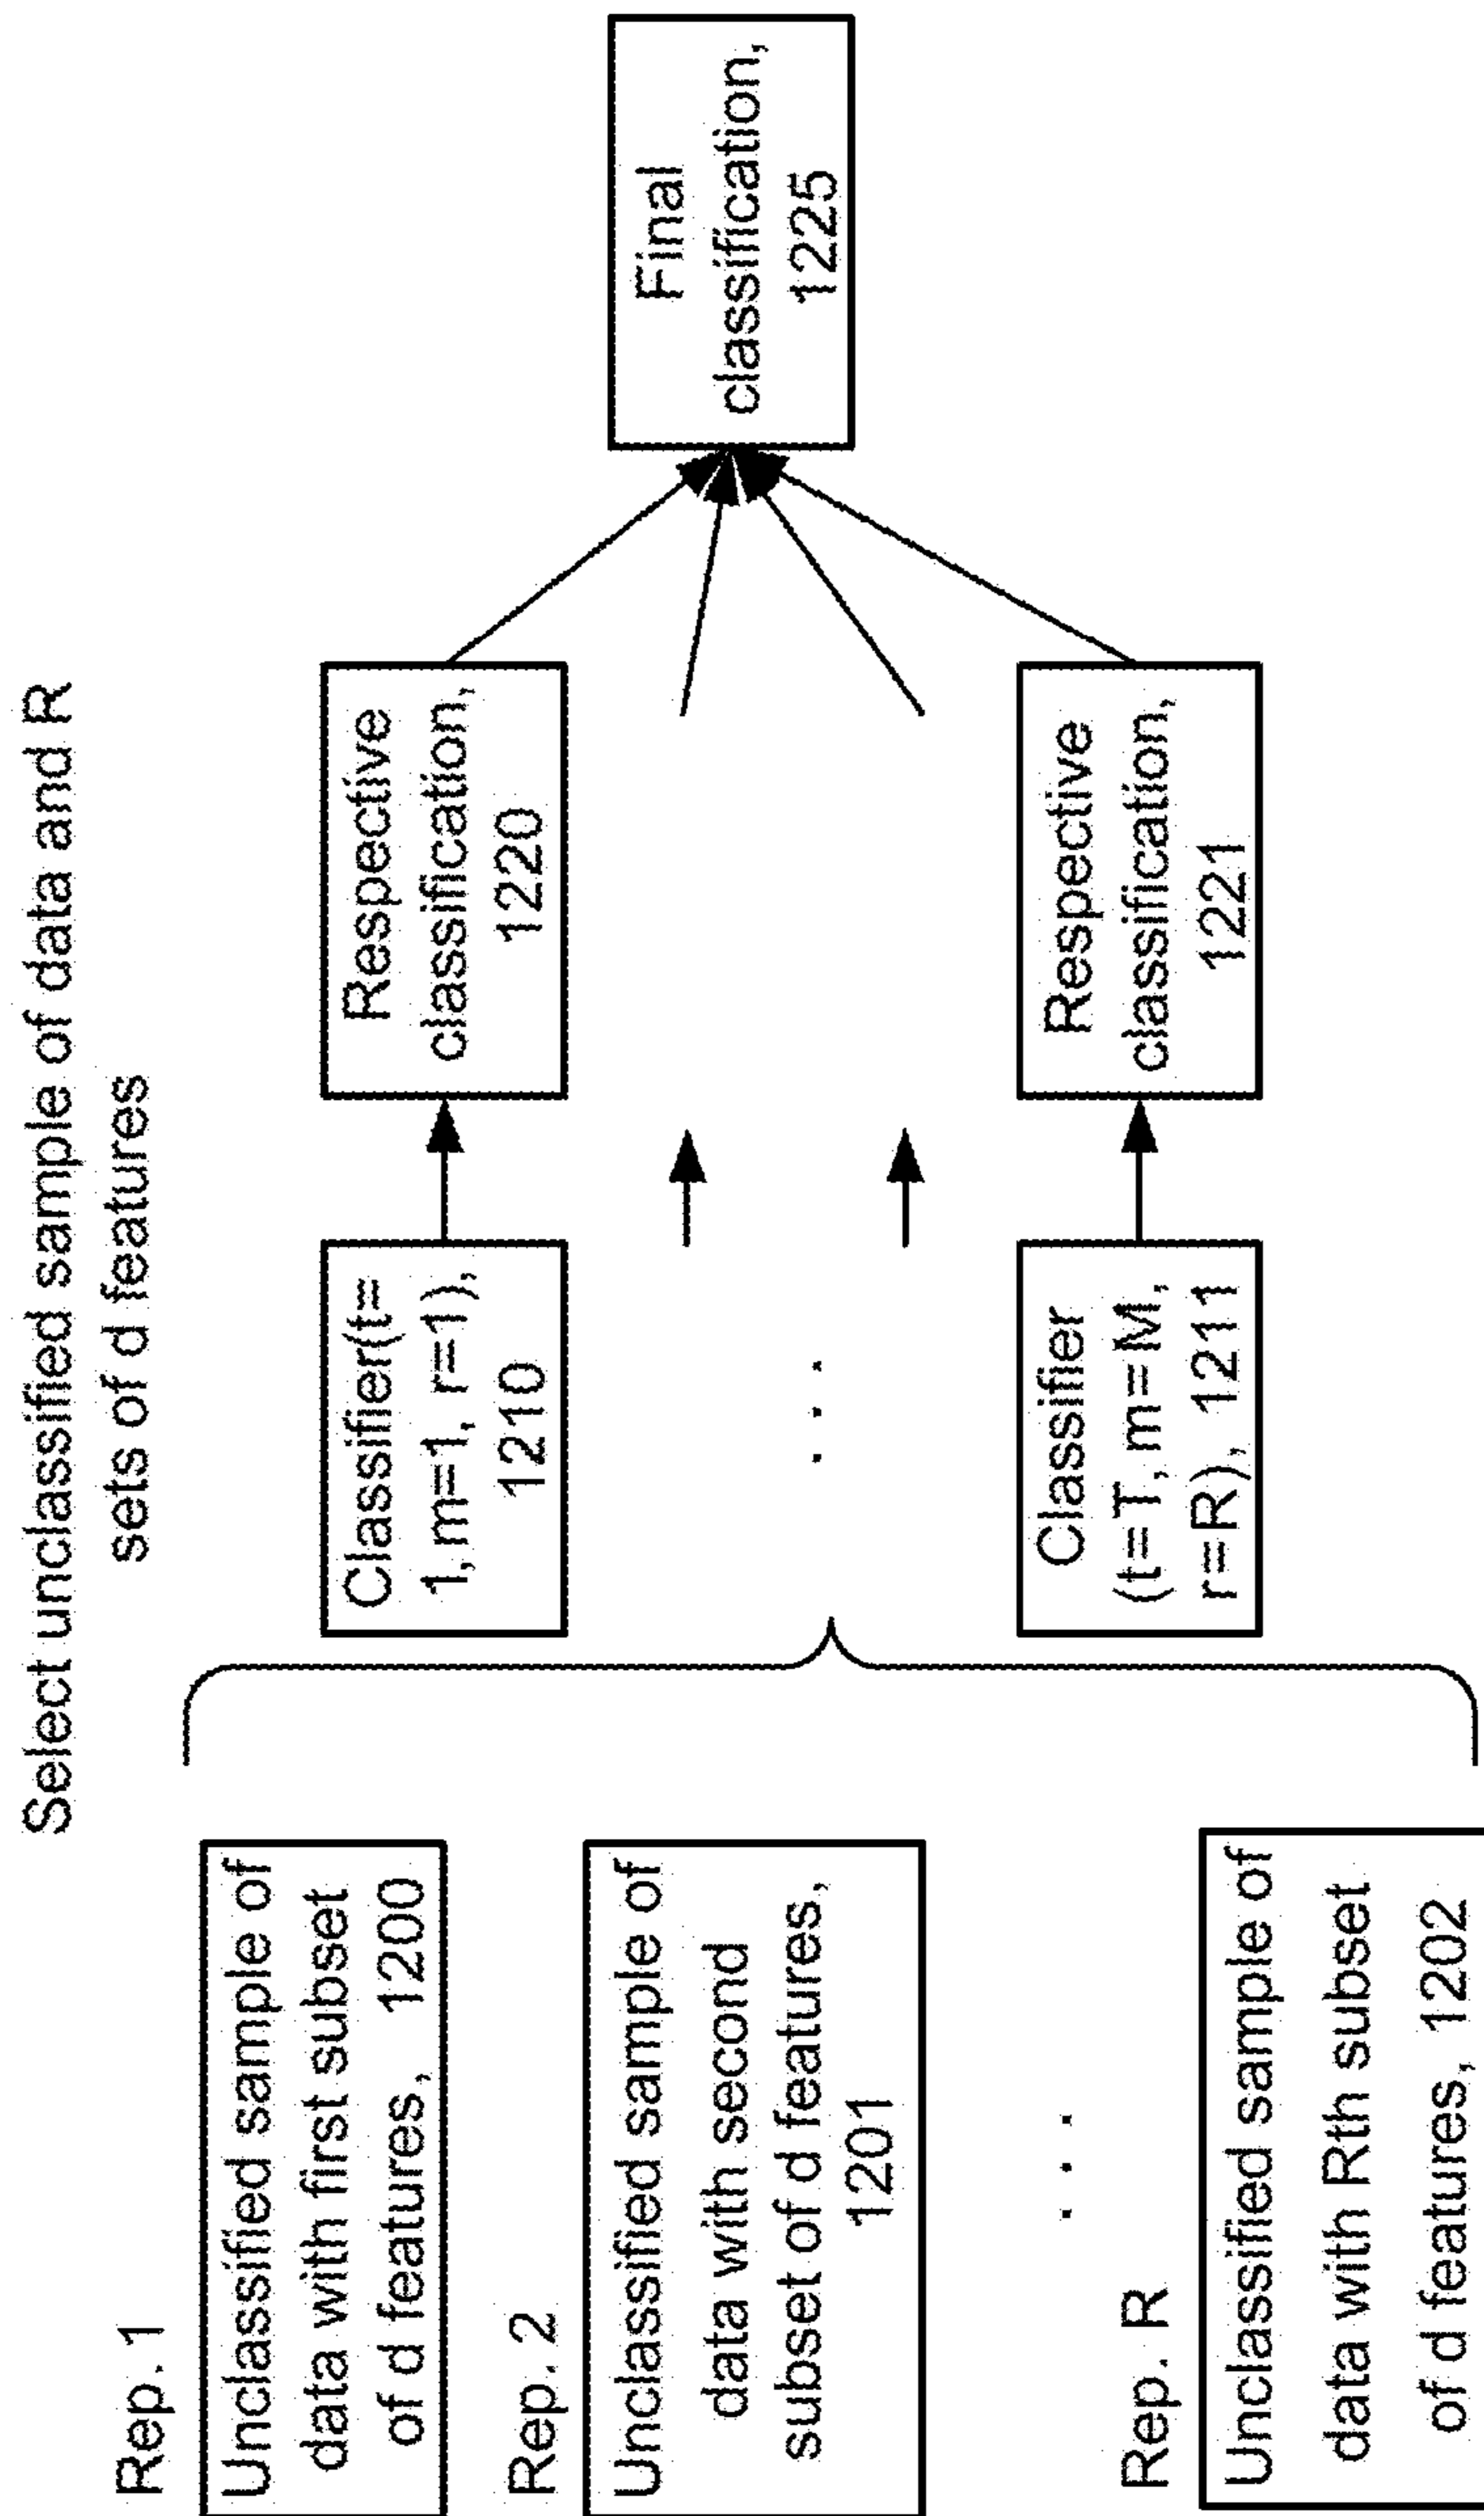 Select unclassified sample of data and R
sets of d features
Rep. 1
Unclassified sample of
data with first subset
of d features, 1200
Rep. 2
Unclassified sample of
data with second
subset of d features,
1201
. . .
Rep. R
Unclassified sample of
data with Rth subset
of d features, 1202
Classifier(t=
1,m=1, r=1),
1210
. . .
Classifier
(t=T, m=M,
r=R), 1211
Respective
classification,
1220
Respective
classification,
1221
Final
classification,
1225